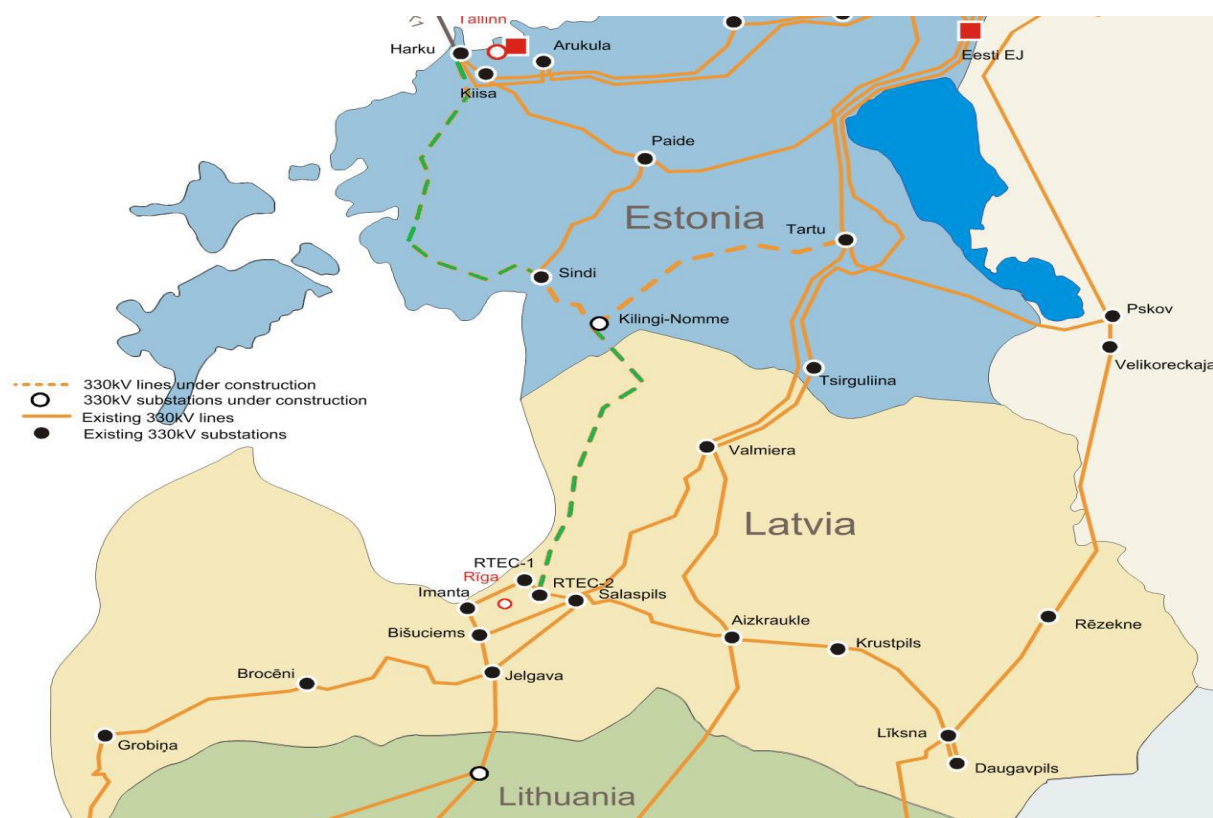 Tallinn
Harku
Arukula
Eesti EJ
Kiisa
Paide
Estonia
Tartu
Sindi
Kilingi-Nomme
Pskov
Velikoreckaja
Tsirguliina
330kV lines under construction
330kV substations under construction
Existing 330kV lines
Existing 330kV substations
Valmiera
Latvia
RTEC-1
Rīga
RTEC-2
Imanta
Salaspils
Bišuciems
Aizkraukle
Krustpils
Rēzekne
Brocēni
Jelgava
Grobiņa
Līksna
Daugavpils
Lithuania